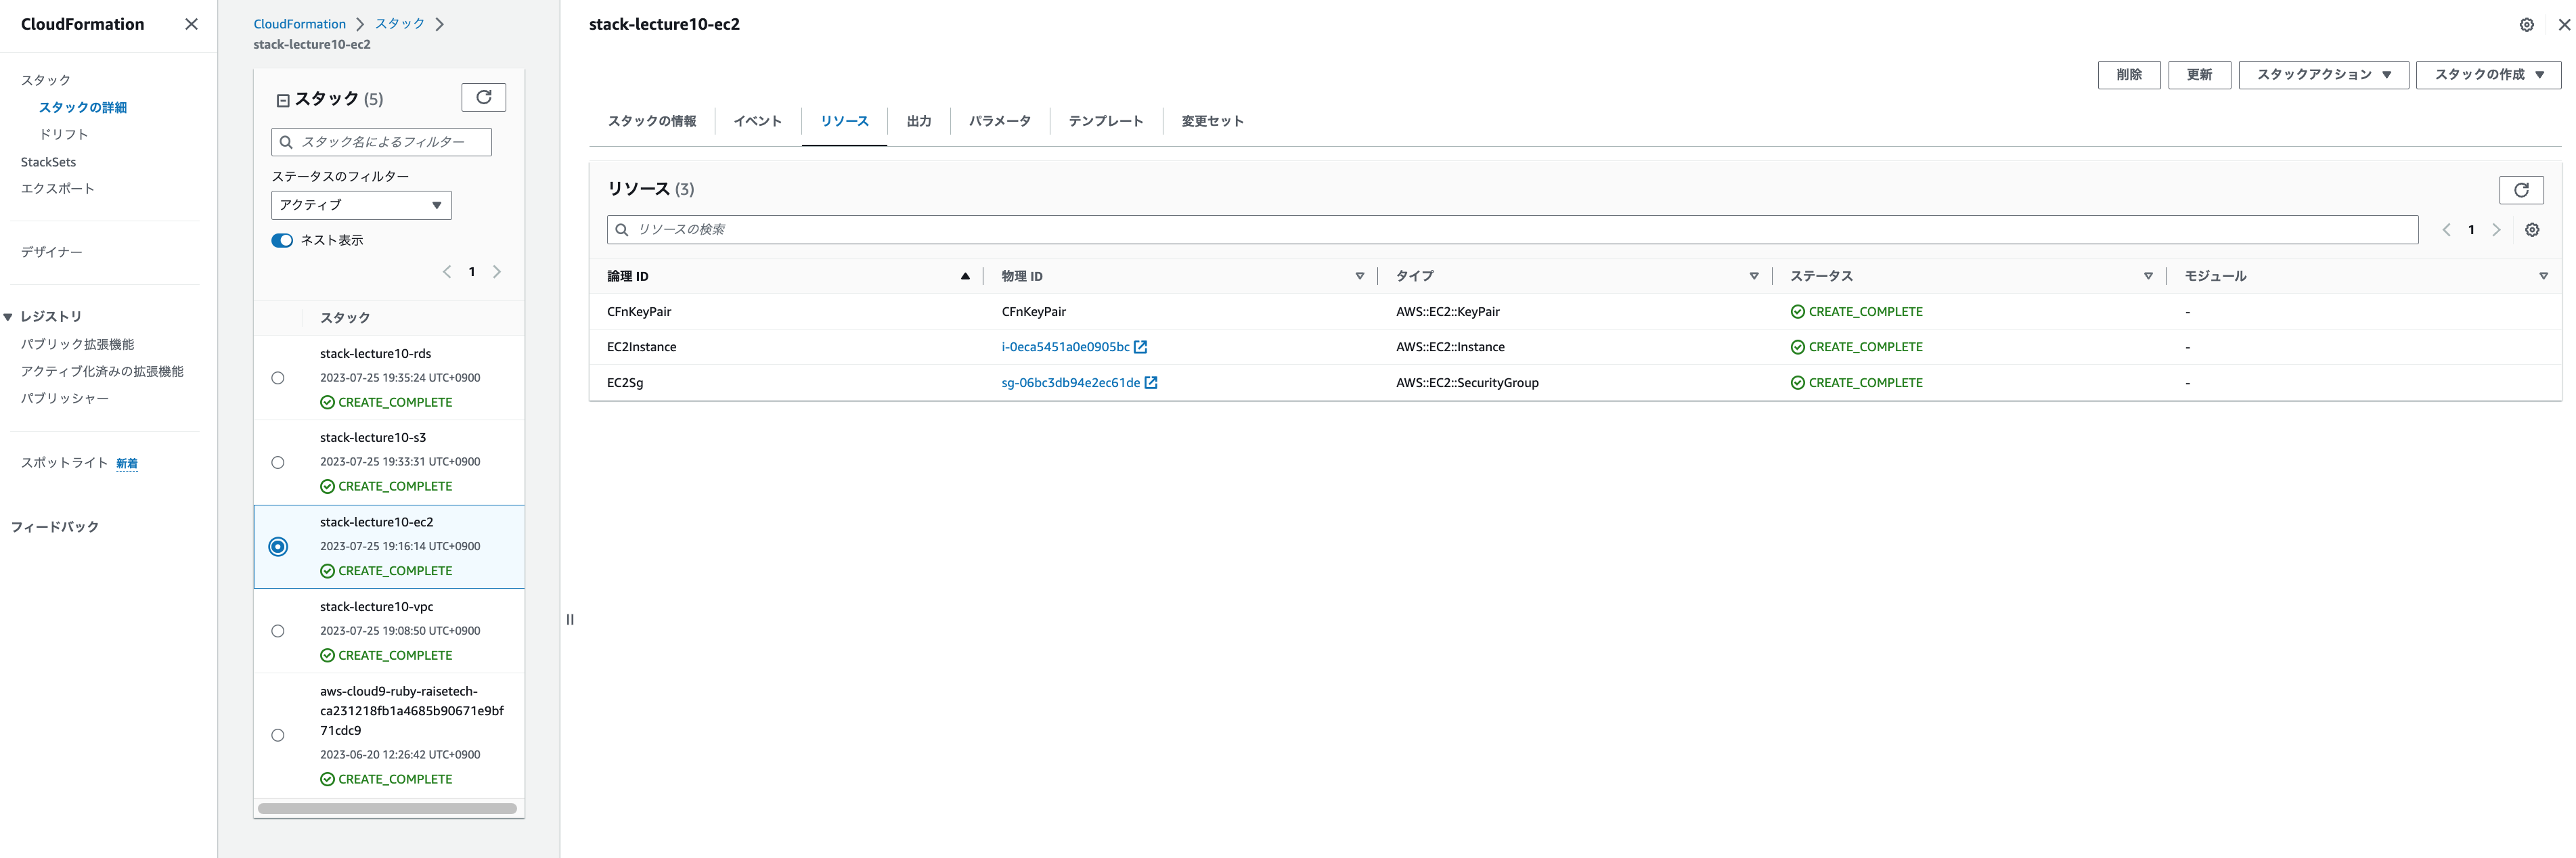 CloudFormation
スタック
スタックの詳細
ドリフト
StackSets
エクスポート
デザイナー
レジストリ
パブリック拡張機能
アクティブ化済みの拡張機能
パブリッシャー
スポットライト 新着
フィードバック
CloudFormation スタック
stack-lecture10-ec2
スタック (5)
スタック名によるフィルター
ステータスのフィルター
アクティブ
ネスト表示
1
スタック
stack-lecture10-rds
2023-07-25 19:35:24 UTC+0900
CREATE_COMPLETE
stack-lecture10-s3
2023-07-25 19:33:31 UTC+0900
CREATE_COMPLETE
stack-lecture10-ec2
2023-07-25 19:16:14 UTC+0900
CREATE_COMPLETE
stack-lecture10-vpc
2023-07-25 19:08:50 UTC+0900
CREATE_COMPLETE
aws-cloud9-ruby-raisetech-
ca231218fb1a4685b90671e9bf
71cdc9
2023-06-20 12:26:42 UTC+0900
CREATE_COMPLETE
stack-lecture10-ec2
削除 更新 スタックアクション スタックの作成
スタックの情報 イベント リソース 出力 パラメータ テンプレート 変更セット
リソース (3)
リソースの検索
1
論理 ID 物理 ID タイプ ステータス モジュール
CFnKeyPair CFnKeyPair AWS::EC2::KeyPair CREATE_COMPLETE -
EC2Instance i-0eca5451a0e0905bc AWS::EC2::Instance CREATE_COMPLETE -
EC2Sg sg-06bc3db94e2ec61de AWS::EC2::SecurityGroup CREATE_COMPLETE -